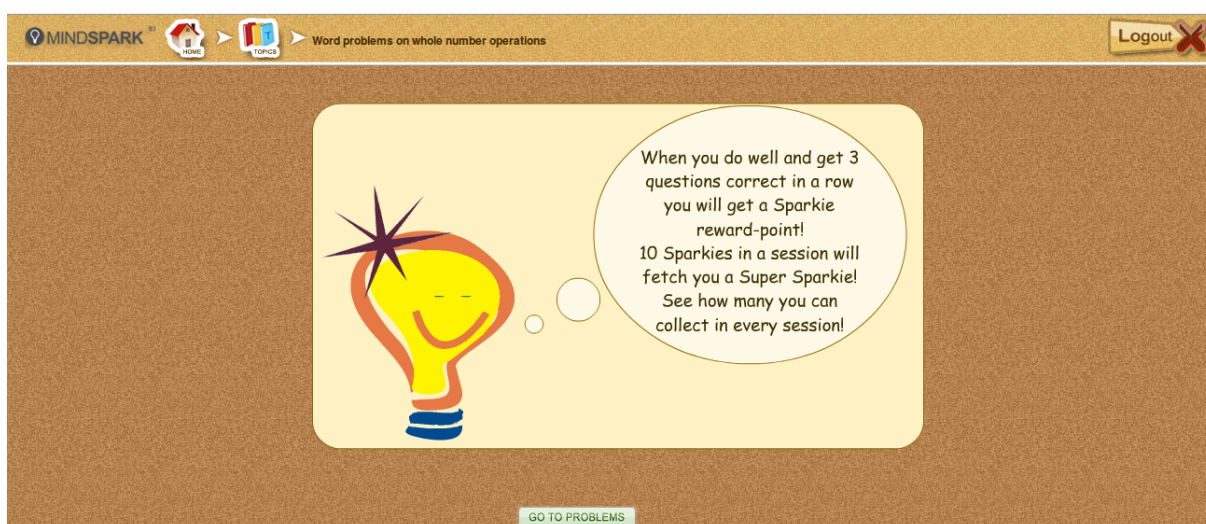 MINDSPARK
HOME
TOPICS
Word problems on whole number operations
Logout
When you do well and get 3
questions correct in a row
you will get a Sparkie
reward-point!
10 Sparkies in a session will
fetch you a Super Sparkie!
See how many you can
collect in every session!
GO TO PROBLEMS